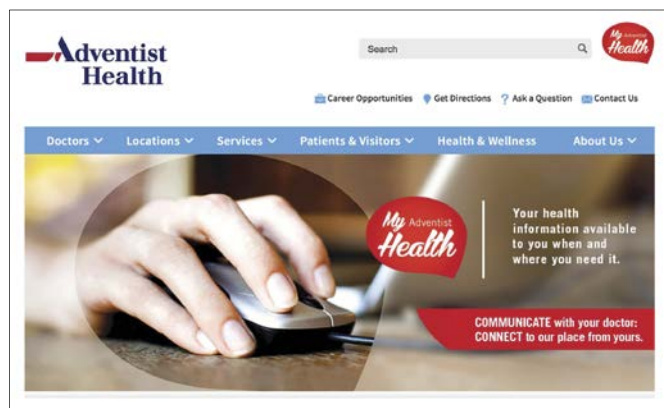 Adventist
Health
Search
My Adventist
Health
Career Opportunities Get Directions ? Ask a Question Contact Us
Doctors Locations Services Patients & Visitors Health & Wellness About Us
My Adventist
Health
Your health
information available
to you when and
where you need it.
COMMUNICATE with your doctor:
CONNECT to our place from yours.